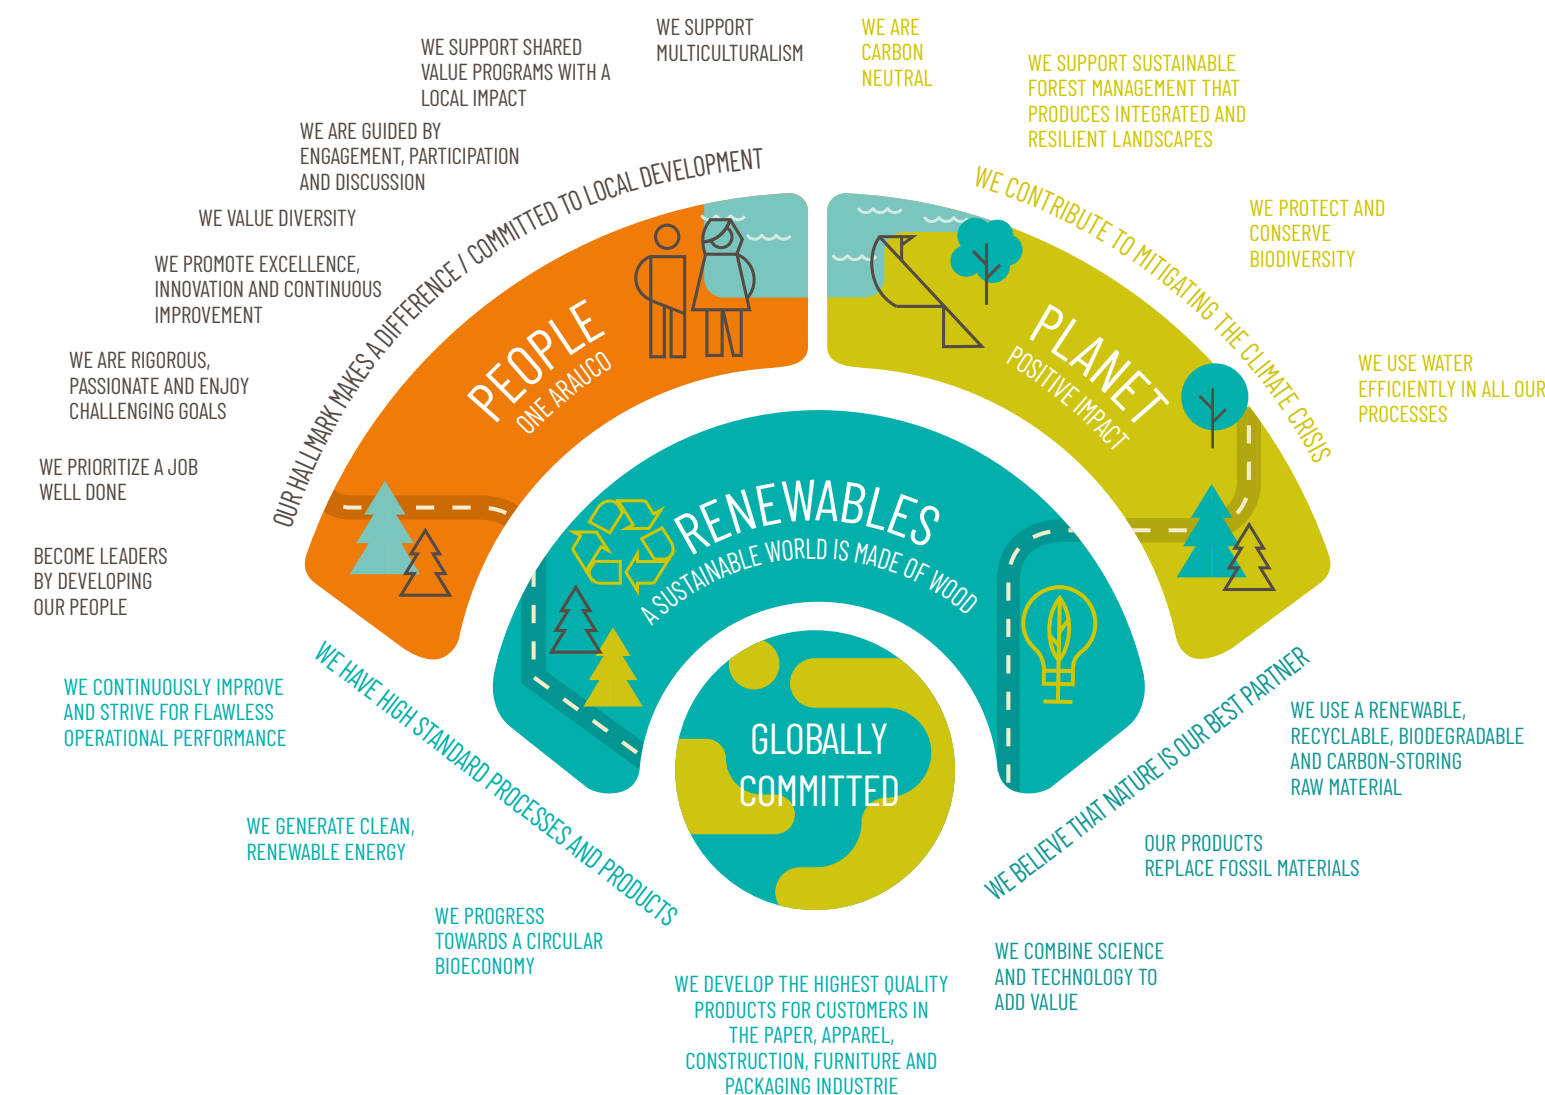 WE SUPPORT
MULTICULTURALISM
WE SUPPORT SHARED
VALUE PROGRAMS WITH A
LOCAL IMPACT
WE ARE GUIDED BY
ENGAGEMENT, PARTICIPATION
AND DISCUSSION
WE VALUE DIVERSITY
WE PROMOTE EXCELLENCE,
INNOVATION AND CONTINUOUS
IMPROVEMENT
WE ARE RIGOROUS,
PASSIONATE AND ENJOY
CHALLENGING GOALS
WE PRIORITIZE A JOB
WELL DONE
BECOME LEADERS
BY DEVELOPING
OUR PEOPLE
OUR HALLMARK MAKES A DIFFERENCE / COMMITTED TO LOCAL DEVELOPMENT
PEOPLE
ONE ARAUCO
WE ARE
CARBON
NEUTRAL
WE SUPPORT SUSTAINABLE
FOREST MANAGEMENT THAT
PRODUCES INTEGRATED AND
RESILIENT LANDSCAPES
WE PROTECT AND
CONSERVE
BIODIVERSITY
WE USE WATER
EFFICIENTLY IN ALL OUR
PROCESSES
WE CONTRIBUTE TO MITIGATING THE CLIMATE CRISIS
PLANET
POSITIVE IMPACT
RENEWABLES
A SUSTAINABLE WORLD IS MADE OF WOOD
GLOBALLY
COMMITTED
WE HAVE HIGH STANDARD PROCESSES AND PRODUCTS
WE CONTINUOUSLY IMPROVE
AND STRIVE FOR FLAWLESS
OPERATIONAL PERFORMANCE
WE GENERATE CLEAN,
RENEWABLE ENERGY
WE PROGRESS
TOWARDS A CIRCULAR
BIOECONOMY
WE DEVELOP THE HIGHEST QUALITY
PRODUCTS FOR CUSTOMERS IN
THE PAPER, APPAREL,
CONSTRUCTION, FURNITURE AND
PACKAGING INDUSTRIE
WE BELIEVE THAT NATURE IS OUR BEST PARTNER
WE USE A RENEWABLE,
RECYCLABLE, BIODEGRADABLE
AND CARBON-STORING
RAW MATERIAL
OUR PRODUCTS
REPLACE FOSSIL MATERIALS
WE COMBINE SCIENCE
AND TECHNOLOGY TO
ADD VALUE